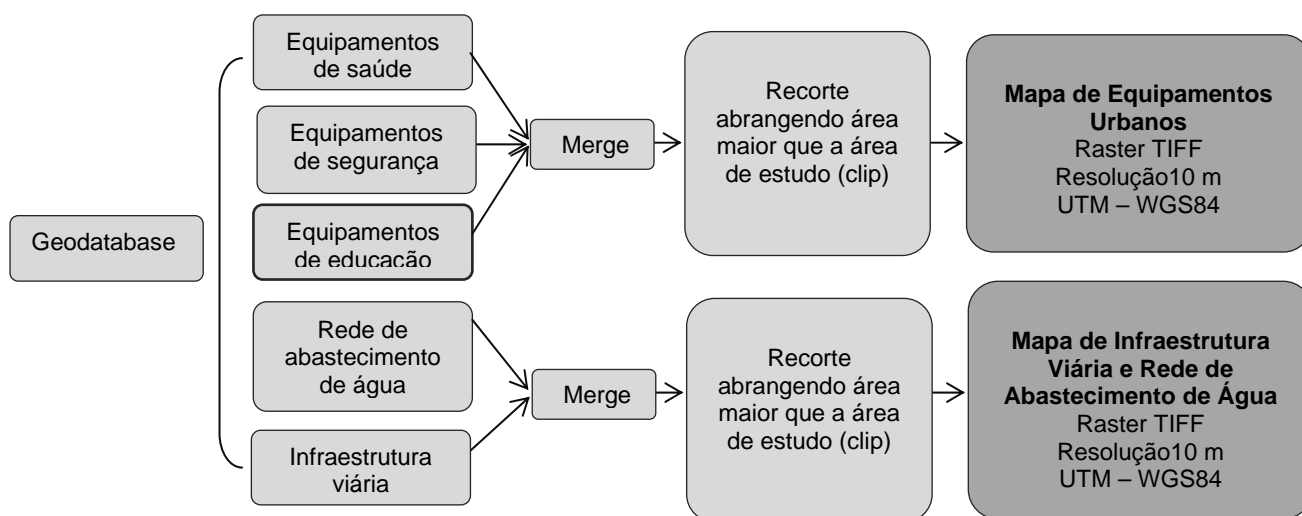 Geodatabase
Equipamentos
de saúde
Equipamentos
de segurança
Equipamentos
de educação
Merge
Recorte
abrangendo área
maior que a área
de estudo (clip)
Mapa de Equipamentos
Urbanos
Raster TIFF
Resolução10 m
UTM – WGS84
Rede de
abastecimento
de água
Infraestrutura
viária
Merge
Recorte
abrangendo área
maior que a área
de estudo (clip)
Mapa de Infraestrutura
Viária e Rede de
Abastecimento de Água
Raster TIFF
Resolução10 m
UTM – WGS84